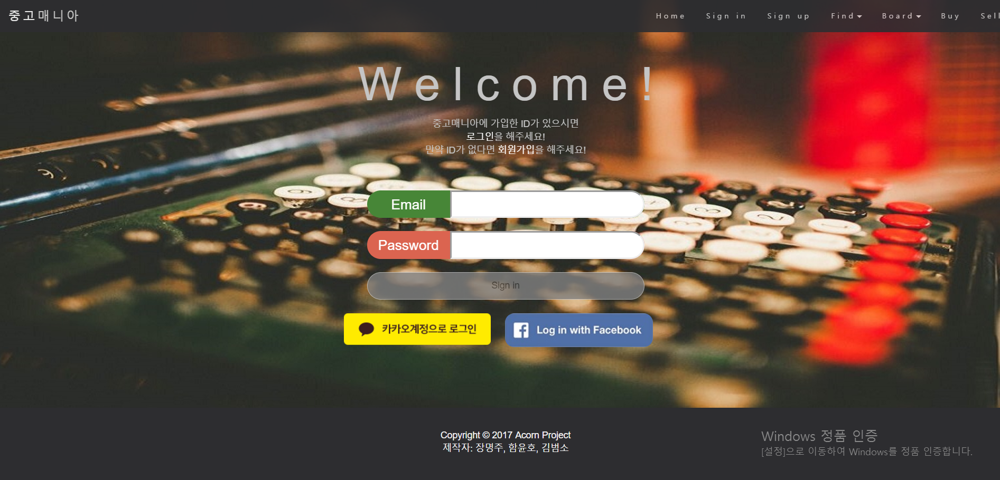 중고매니아
Home Sign in Sign up Find Board Buy Sell
Welcome!
중고매니아에 가입한 ID가 있으시면
로그인을 해주세요!
만약 ID가 없다면 회원가입을 해주세요!
Email
Password
Sign in
카카오계정으로 로그인
Log in with Facebook
Copyright © 2017 Acorn Project
제작자: 장명주, 함윤호, 김범소
Windows 정품 인증
[설정]으로 이동하여 Windows를 정품 인증합니다.